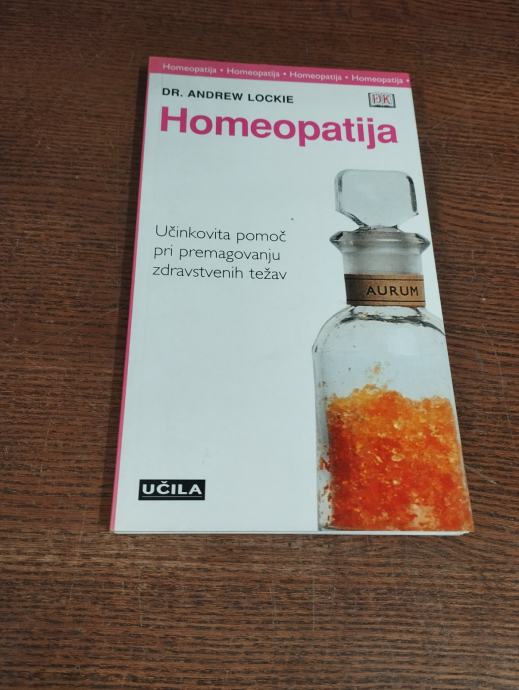 Homeopatija • Homeopatija • Homeopatija • Homeopatija •
DR. ANDREW LOCKIE
DK
Homeopatija
Učinkovita pomoč
pri premagovanju
zdravstvenih težav
AURUM
UČILA